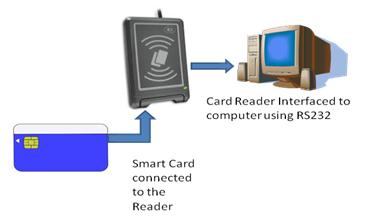 Card Reader Interfaced to
computer using RS232
Smart Card
connected
to the
Reader